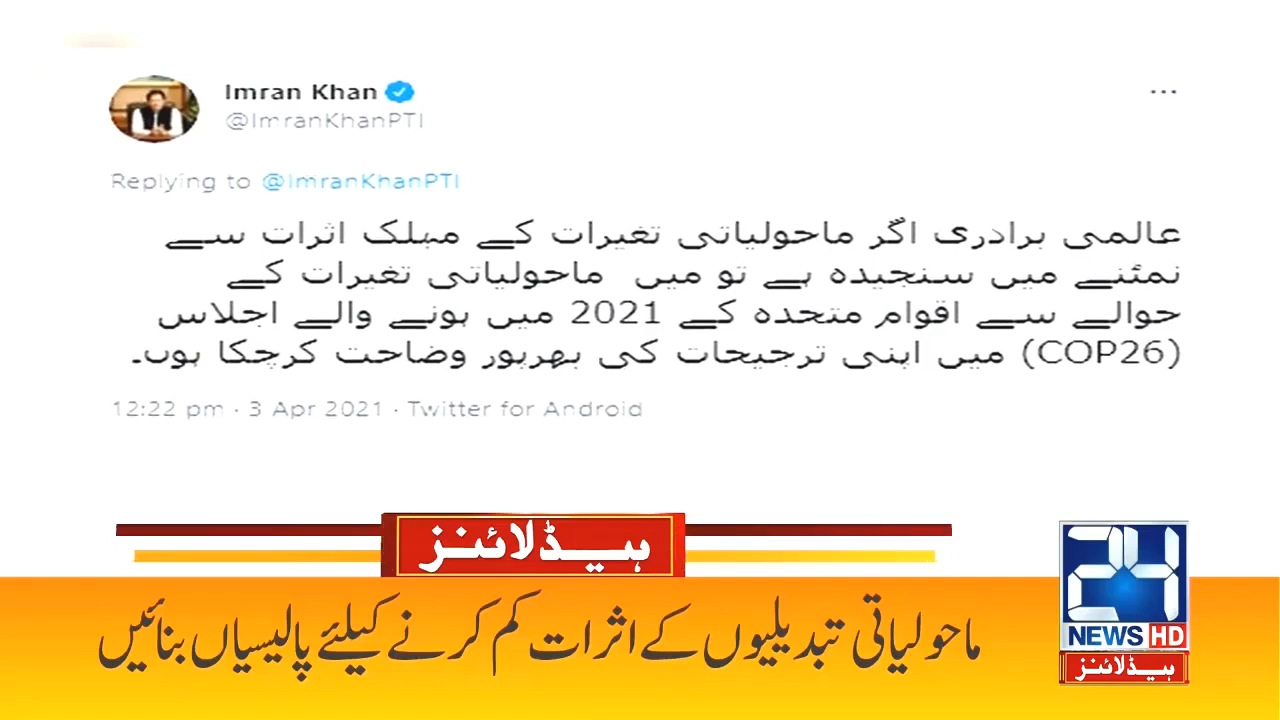 Imran Khan
...
@ImranKhanPTI
Replying to @ImranKhanPTI
عالمی برادری اگر ماحولیاتی تغیرات کے مہلک اثرات سے
نمٹنے میں سنجیدہ ہے تو میں ماحولیاتی تغیرات کے
حوالے سے اقوام متحدہ کے 2021 میں ہونے والے اجلاس
(COP26) میں اپنی ترجیحات کی بھرپور وضاحت کرچکا ہوں۔
12:22 pm · 3 Apr 2021 · Twitter for Android
ہیڈلائنز
ماحولیاتی تبدیلیوں کے اثرات کم کرنے کیلئے پالیسیاں بنائیں
24
NEWS HD
ہیڈلائنز